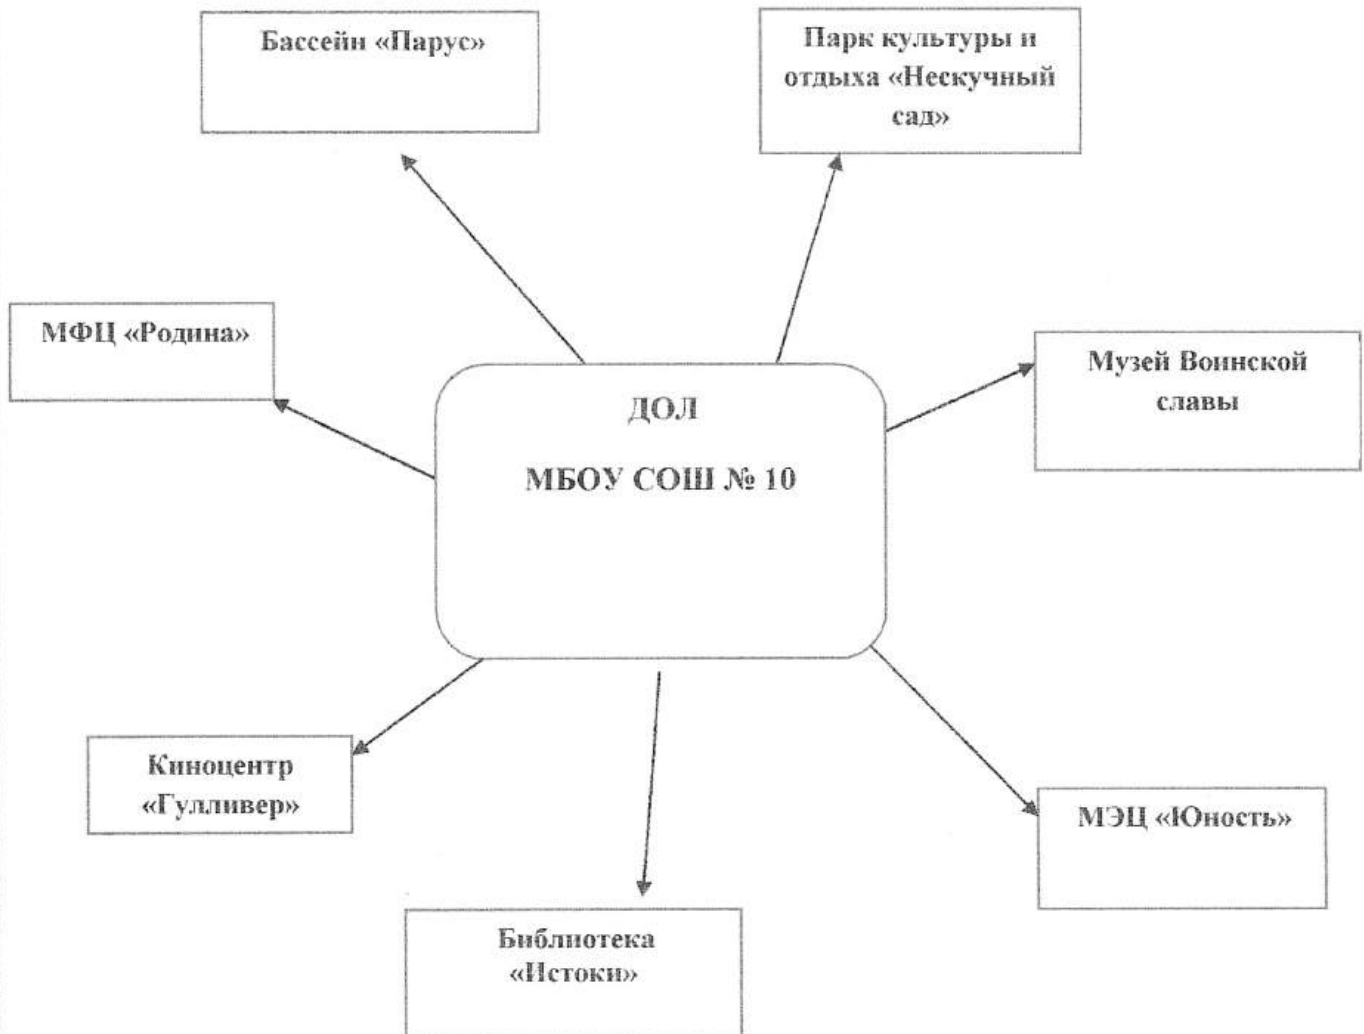 Бассейн «Парус»
Парк культуры и
отдыха «Нескучный
сад»
МФЦ «Родина»
Музей Воинской
славы
ДОЛ
МБОУ СОШ № 10
Киноцентр
«Гулливер»
МЭЦ «Юность»
Библиотека
«Истоки»